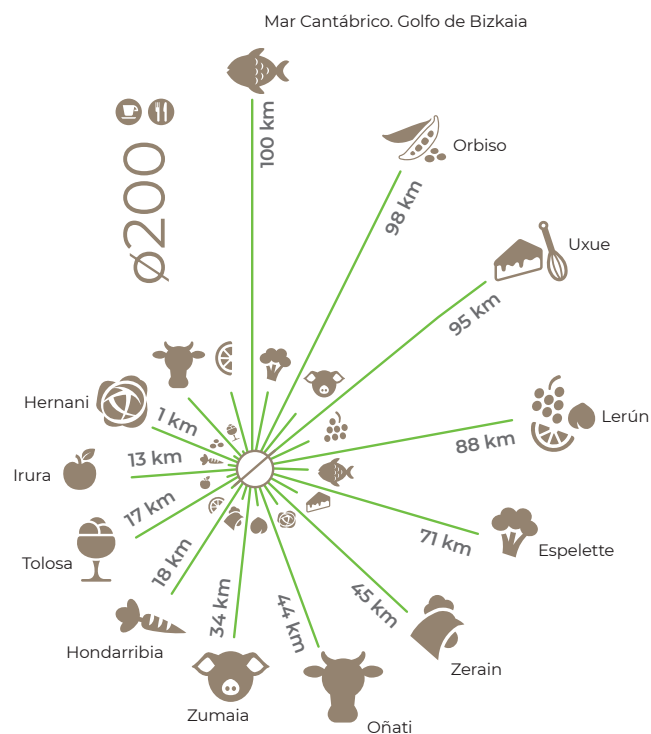 Mar Cantábrico. Golfo de Bizkaia
100 km
ø200
Orbiso
98 km
Uxue
95 km
Lerún
88 km
Espelette
71 km
Zerain
45 km
Oñati
44 km
Zumaia
34 km
Hondarribia
18 km
Tolosa
17 km
Irura
13 km
Hernani
1 km